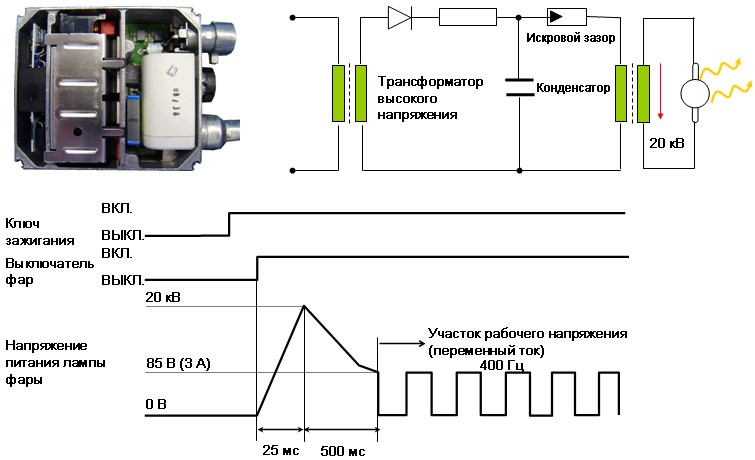 Искровой зазор
Трансформатор
высокого
напряжения
Конденсатор
20 кВ
Ключ
зажигания
ВКЛ.
ВЫКЛ.
Выключатель
фар
ВКЛ.
ВЫКЛ.
20 кВ
Напряжение
питания лампы
фары
85 В (3 А)
0 В
Участок рабочего напряжения
(переменный ток)
400 Гц
25 мс
500 мс